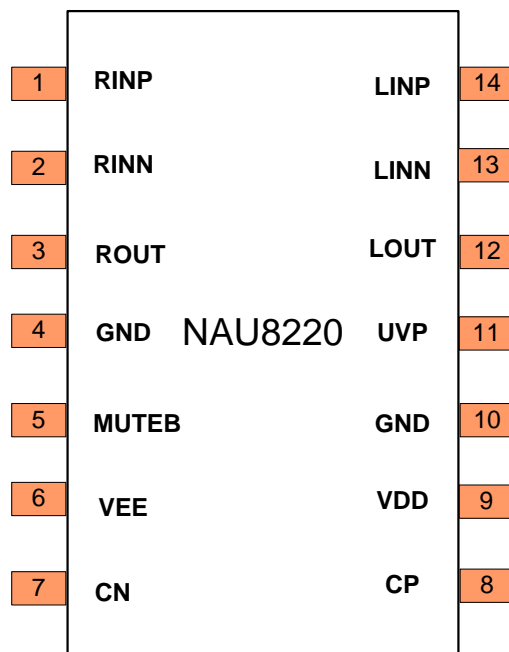 1 RINP LINP 14
2 RINN LINN 13
3 ROUT LOUT 12
4 GND NAU8220 UVP 11
5 MUTEB GND 10
6 VEE VDD 9
7 CN CP 8